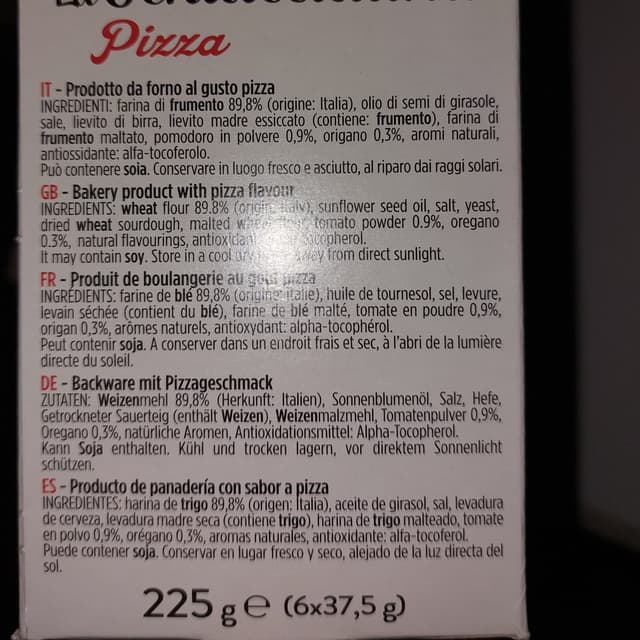 Pizza
IT - Prodotto da forno al gusto pizza
INGREDIENTI: farina di frumento 89,8% (origine: Italia), olio di semi di girasole,
sale, lievito di birra, lievito madre essiccato (contiene: frumento), farina di
frumento maltato, pomodoro in polvere 0,9%, origano 0,3%, aromi naturali,
antiossidante: alfa-tocoferolo.
Può contenere soia. Conservare in luogo fresco e asciutto, al riparo dai raggi solari.
GB - Bakery product with pizza flavour
INGREDIENTS: wheat flour 89.8% (origin: Italy), sunflower seed oil, salt, yeast,
dried wheat sourdough, malted wheat flour, tomato powder 0.9%, oregano
0.3%, natural flavourings, antioxidant:
It may contain soy. Store in a cool dry away from direct sunlight.
FR - Produit de boulangerie au goût pizza
INGRÉDIENTS: farine de blé 89,8% (origine: Italie), huile de tournesol, sel, levure,
levain séchée (contient du blé), farine de blé malté, tomate en poudre 0,9%,
origan 0,3%, arômes naturels, antioxydant: alpha-tocophérol.
Peut contenir soja. A conserver dans un endroit frais et sec, à l'abri de la lumière
directe du soleil.
DE - Backware mit Pizzageschmack
ZUTATEN: Weizenmehl 89,8% (Herkunft: Italien), Sonnenblumenöl, Salz, Hefe,
Getrockneter Sauerteig (enthält Weizen), Weizenmalzmehl, Tomatenpulver 0,9%,
Oregano 0,3%, natürliche Aromen, Antioxidationsmittel: Alpha-Tocopherol.
Kann Soja enthalten. Kühl und trocken lagern, vor direktem Sonnenlicht
schützen.
ES - Producto de panadería con sabor a pizza
INGREDIENTES: harina de trigo 89,8% (origen: Italia), aceite de girasol, sal, levadura
de cerveza, levadura madre seca (contiene trigo), harina de trigo malteado, tomate
en polvo 0,9%, orégano 0,3%, aromas naturales, antioxidante: alfa-tocoferol.
Puede contener soja. Conservar en lugar fresco y seco, alejado de la luz directa del
sol.
225 g e (6x37,5 g)